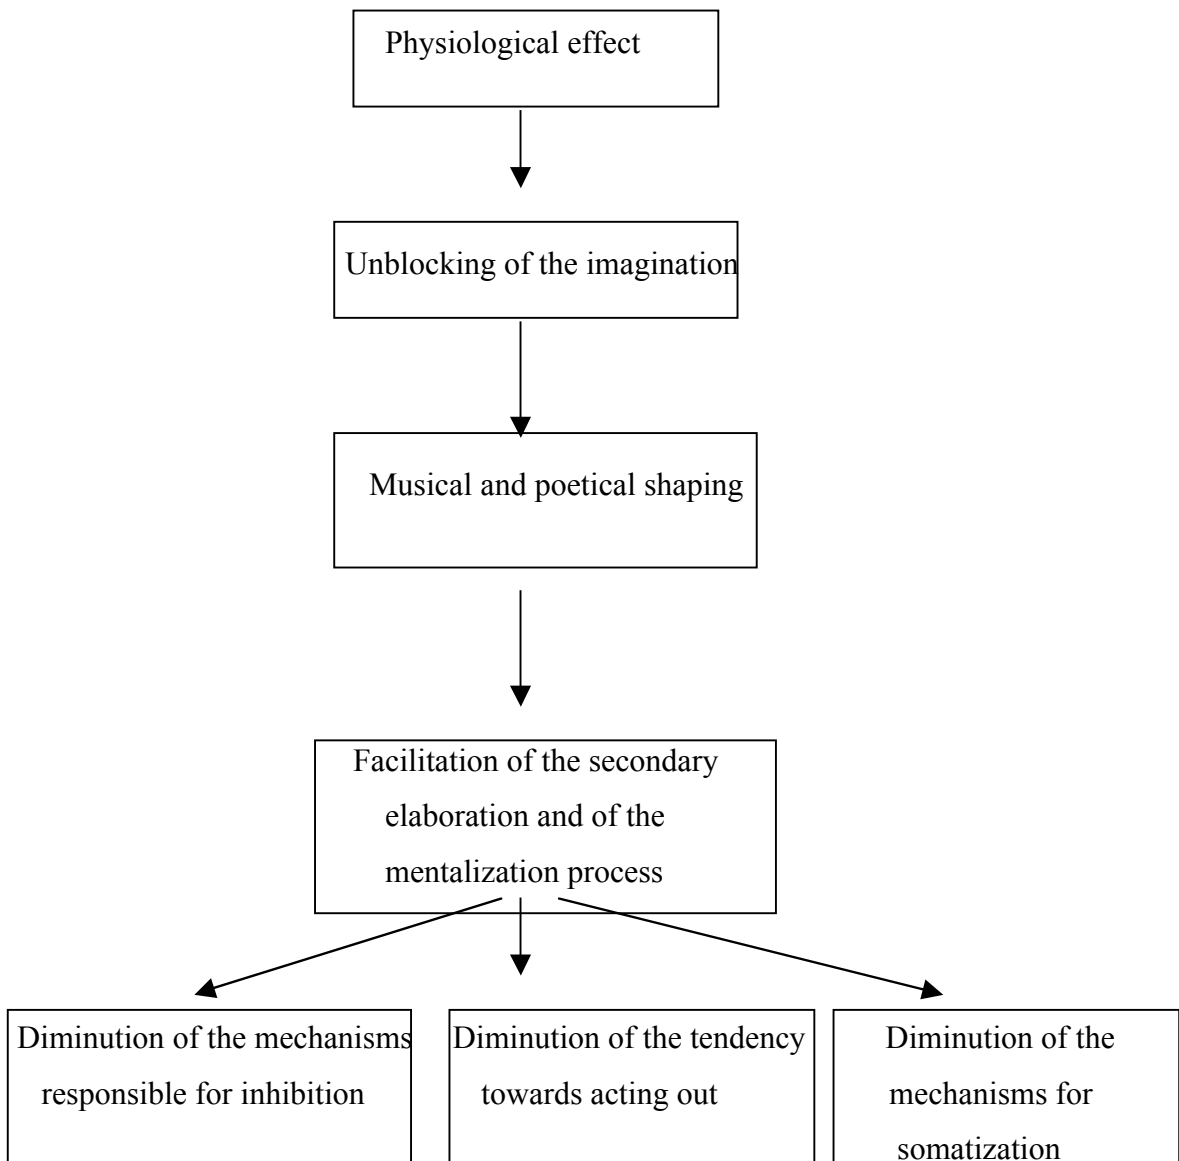 Physiological effect
Unblocking of the imagination
Musical and poetical shaping
Facilitation of the secondary
elaboration and of the
mentalization process
Diminution of the mechanisms
responsible for inhibition
Diminution of the tendency
towards acting out
Diminution of the
mechanisms for
somatization